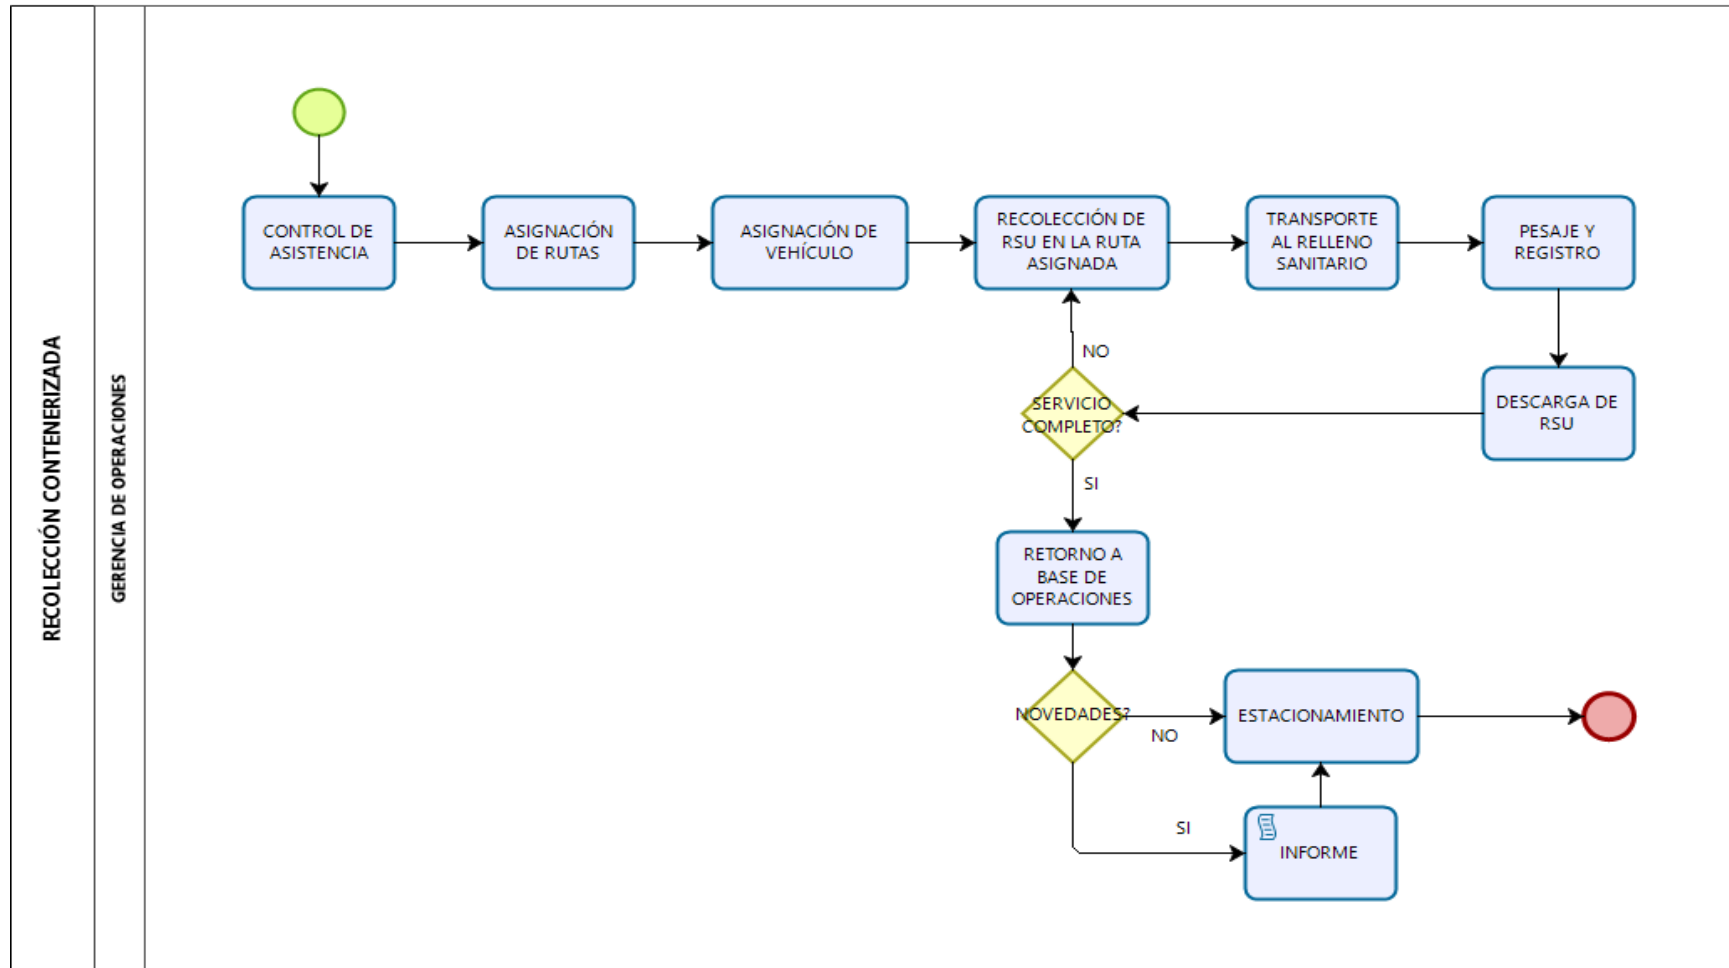 RECOLECCIÓN CONTENERIZADA
GERENCIA DE OPERACIONES
CONTROL DE
ASISTENCIA
ASIGNACIÓN
DE RUTAS
ASIGNACIÓN DE
VEHÍCULO
RECOLECCIÓN DE
RSU EN LA RUTA
ASIGNADA
TRANSPORTE
AL RELLENO
SANITARIO
PESAJE Y
REGISTRO
DESCARGA DE
RSU
NO
SERVICIO
COMPLETO?
SI
RETORNO A
BASE DE
OPERACIONES
NOVEDADES?
NO
ESTACIONAMIENTO
SI
INFORME